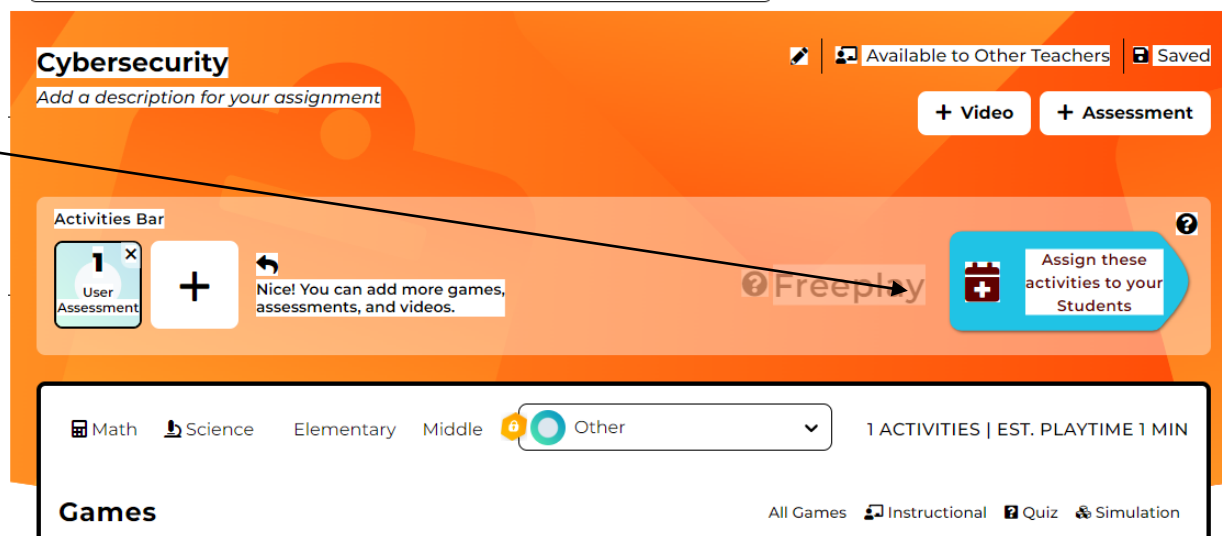 Cybersecurity
Available to Other Teachers
Saved
Add a description for your assignment
+ Video
+ Assessment
Activities Bar
1
User
Assessment
Nice! You can add more games,
assessments, and videos.
Freeplay
Assign these
activities to your
Students
Math
Science
Elementary
Middle
Other
1 ACTIVITIES | EST. PLAYTIME 1 MIN
Games
All Games
Instructional
Quiz
Simulation